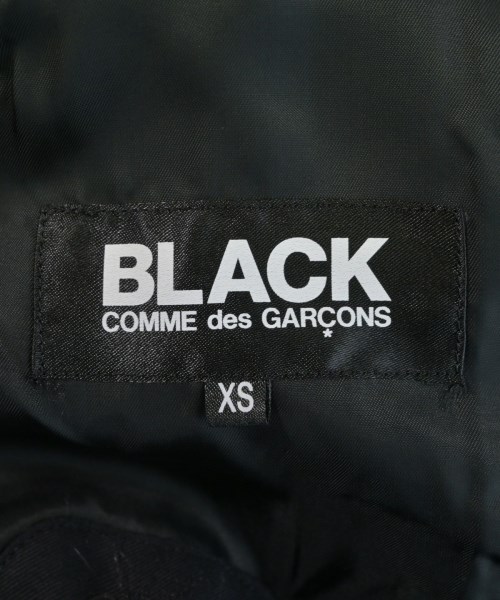 BLACK
COMME des GARÇONS
*
XS